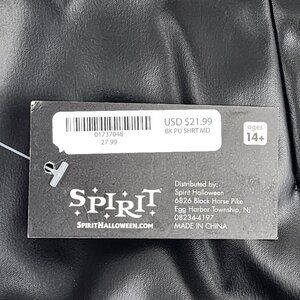 01737048
27.99
USD $21.99
BK PU SHRT MD
ages
14+
SPIRIT
SPIRITHALLOWEEN.COM
Distributed by:
Spirit Halloween
6826 Black Horse Pike
Egg Harbor Township, NJ
08234-4197
MADE IN CHINA